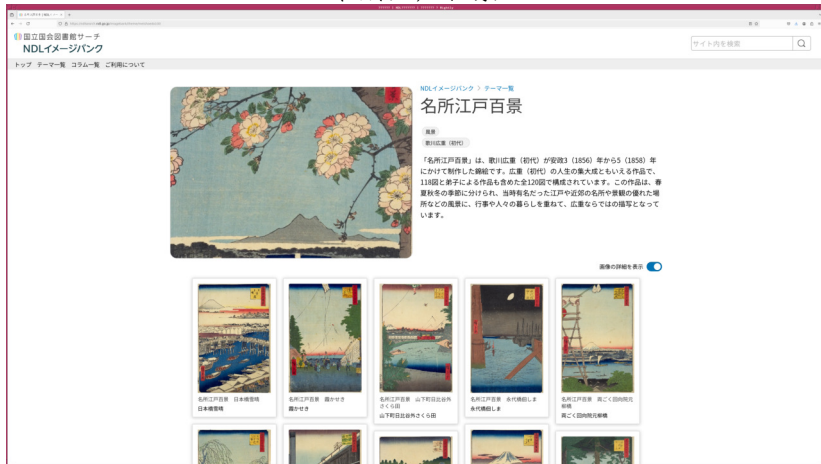 国立国会図書館サーチ
NDLイメージバンク
サイト内を検索
トップ テーマ一覧 コラム一覧 ご利用について
NDLイメージバンク 〉 テーマ一覧
名所江戸百景
風景
歌川広重（初代）
「名所江戸百景」は、歌川広重（初代）が安政3（1856）年から5（1858）年
にかけて制作した錦絵です。広重（初代）の人生の集大成ともいえる作品で、
118図と弟子による作品も含めた全120図で構成されています。この作品は、春
夏秋冬の季節に分けられ、当時有名だった江戸や近郊の名所や景観の優れた場
所などの風景に、行事や人々の暮らしを重ねて、広重ならではの描写となって
います。
画像の詳細を表示
名所江戸百景 日本橋雪晴
日本橋雪晴
名所江戸百景 霞かせき
霞かせき
名所江戸百景 山下町日比谷外
さくら田
山下町日比谷外さくら田
名所江戸百景 永代橋佃しま
永代橋佃しま
名所江戸百景 両ごく回向院元
柳橋
両ごく回向院元柳橋